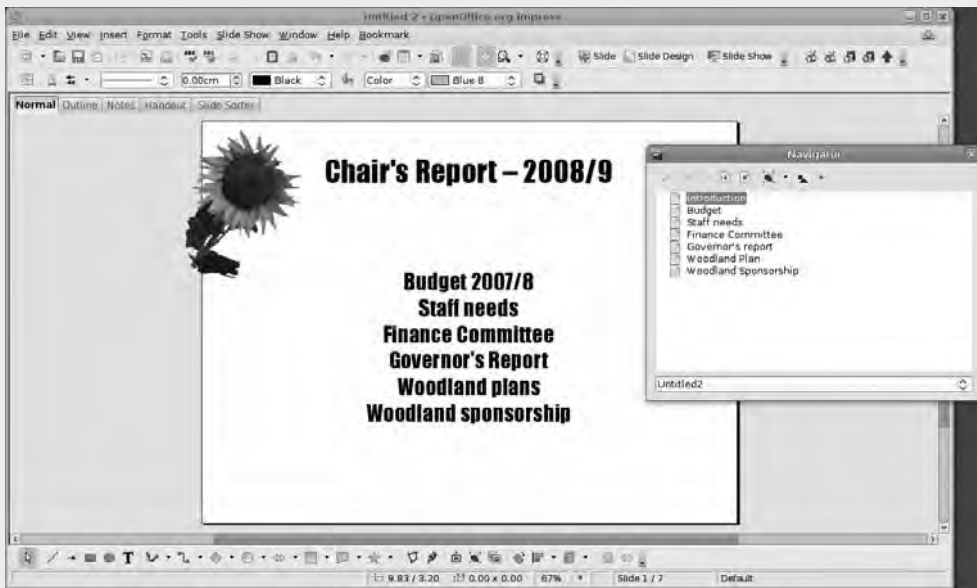 Untitled 2 - OpenOffice.org Impress
File Edit View Insert Format Tools Slide Show Window Help Bookmark
Slide Slide Design Slide Show
0.00cm Black Color Blue 8
Normal Outline Notes Handout Slide Sorter
Chair's Report – 2008/9
Budget 2007/8
Staff needs
Finance Committee
Governor's Report
Woodland plans
Woodland sponsorship
Navigator
Introduction
Budget
Staff needs
Finance Committee
Governor's report
Woodland Plan
Woodland Sponsorship
Untitled2
9.83 / 3.20 0.00 x 0.00 67% * Slide 1 / 7 Default